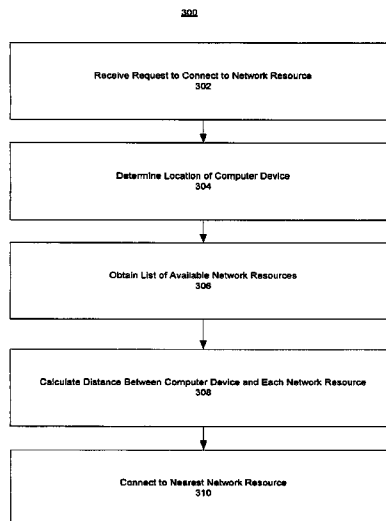 300
Receive Request to Connect to Network Resource
302
Determine Location of Computer Device
304
Obtain List of Available Network Resources
306
Calculate Distance Between Computer Device and Each Network Resource
308
Connect to Nearest Network Resource
310